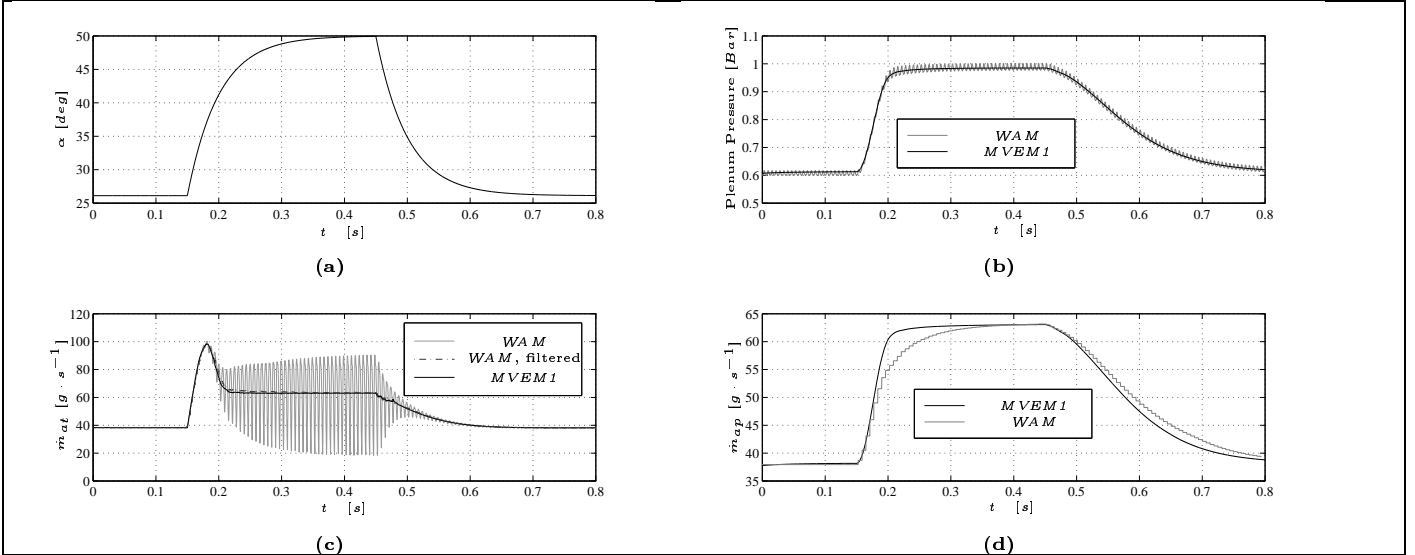 50
45
40
35
30
25
α [deg]
0 0.1 0.2 0.3 0.4 0.5 0.6 0.7 0.8
t [s]
(a)
1.1
1
0.9
0.8
0.7
0.6
0.5
Plenum Pressure [Bar]
WAM
MVEM1
0 0.1 0.2 0.3 0.4 0.5 0.6 0.7 0.8
t [s]
(b)
120
100
80
60
40
20
0
ṁ_at [g · s⁻¹]
WAM
WAM, filtered
MVEM1
0 0.1 0.2 0.3 0.4 0.5 0.6 0.7 0.8
t [s]
(c)
65
60
55
50
45
40
35
ṁ_ap [g · s⁻¹]
MVEM1
WAM
0 0.1 0.2 0.3 0.4 0.5 0.6 0.7 0.8
t [s]
(d)